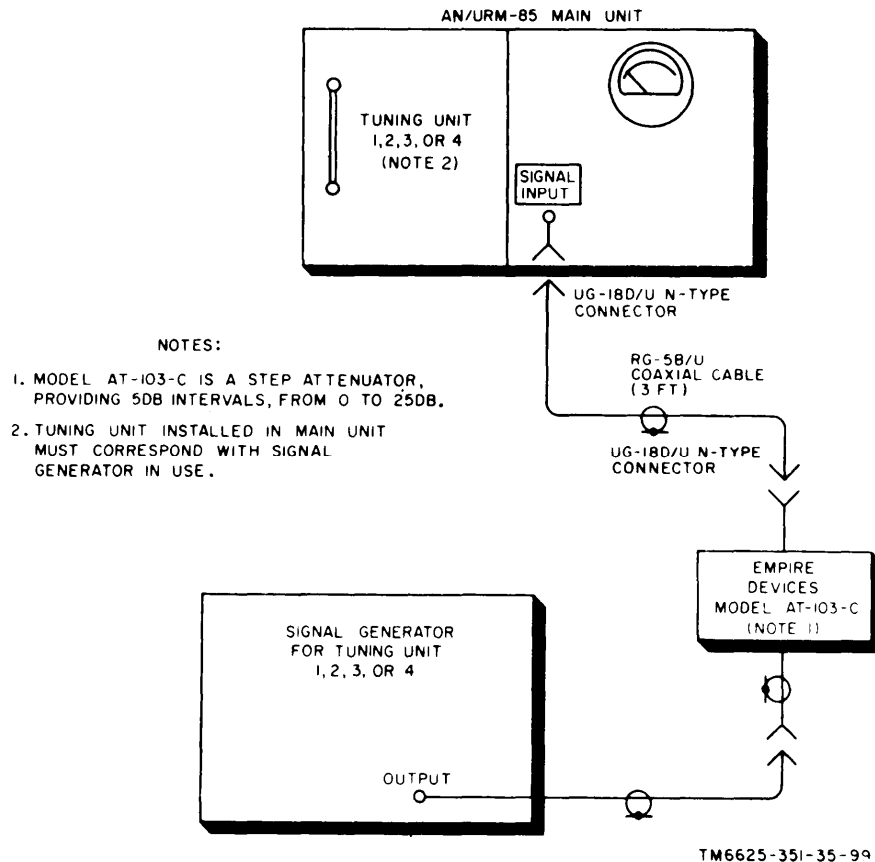 AN/URM-85 MAIN UNIT
TUNING UNIT
1,2,3, OR 4
(NOTE 2)
SIGNAL
INPUT
UG-18D/U N-TYPE
CONNECTOR
NOTES:
1. MODEL AT-103-C IS A STEP ATTENUATOR,
PROVIDING 5DB INTERVALS, FROM 0 TO 25DB.
2. TUNING UNIT INSTALLED IN MAIN UNIT
MUST CORRESPOND WITH SIGNAL
GENERATOR IN USE.
RG-58/U
COAXIAL CABLE
(3 FT)
UG-18D/U N-TYPE
CONNECTOR
EMPIRE
DEVICES
MODEL AT-103-C
(NOTE 1)
SIGNAL GENERATOR
FOR TUNING UNIT
1, 2, 3, OR 4
OUTPUT
TM6625-351-35-99